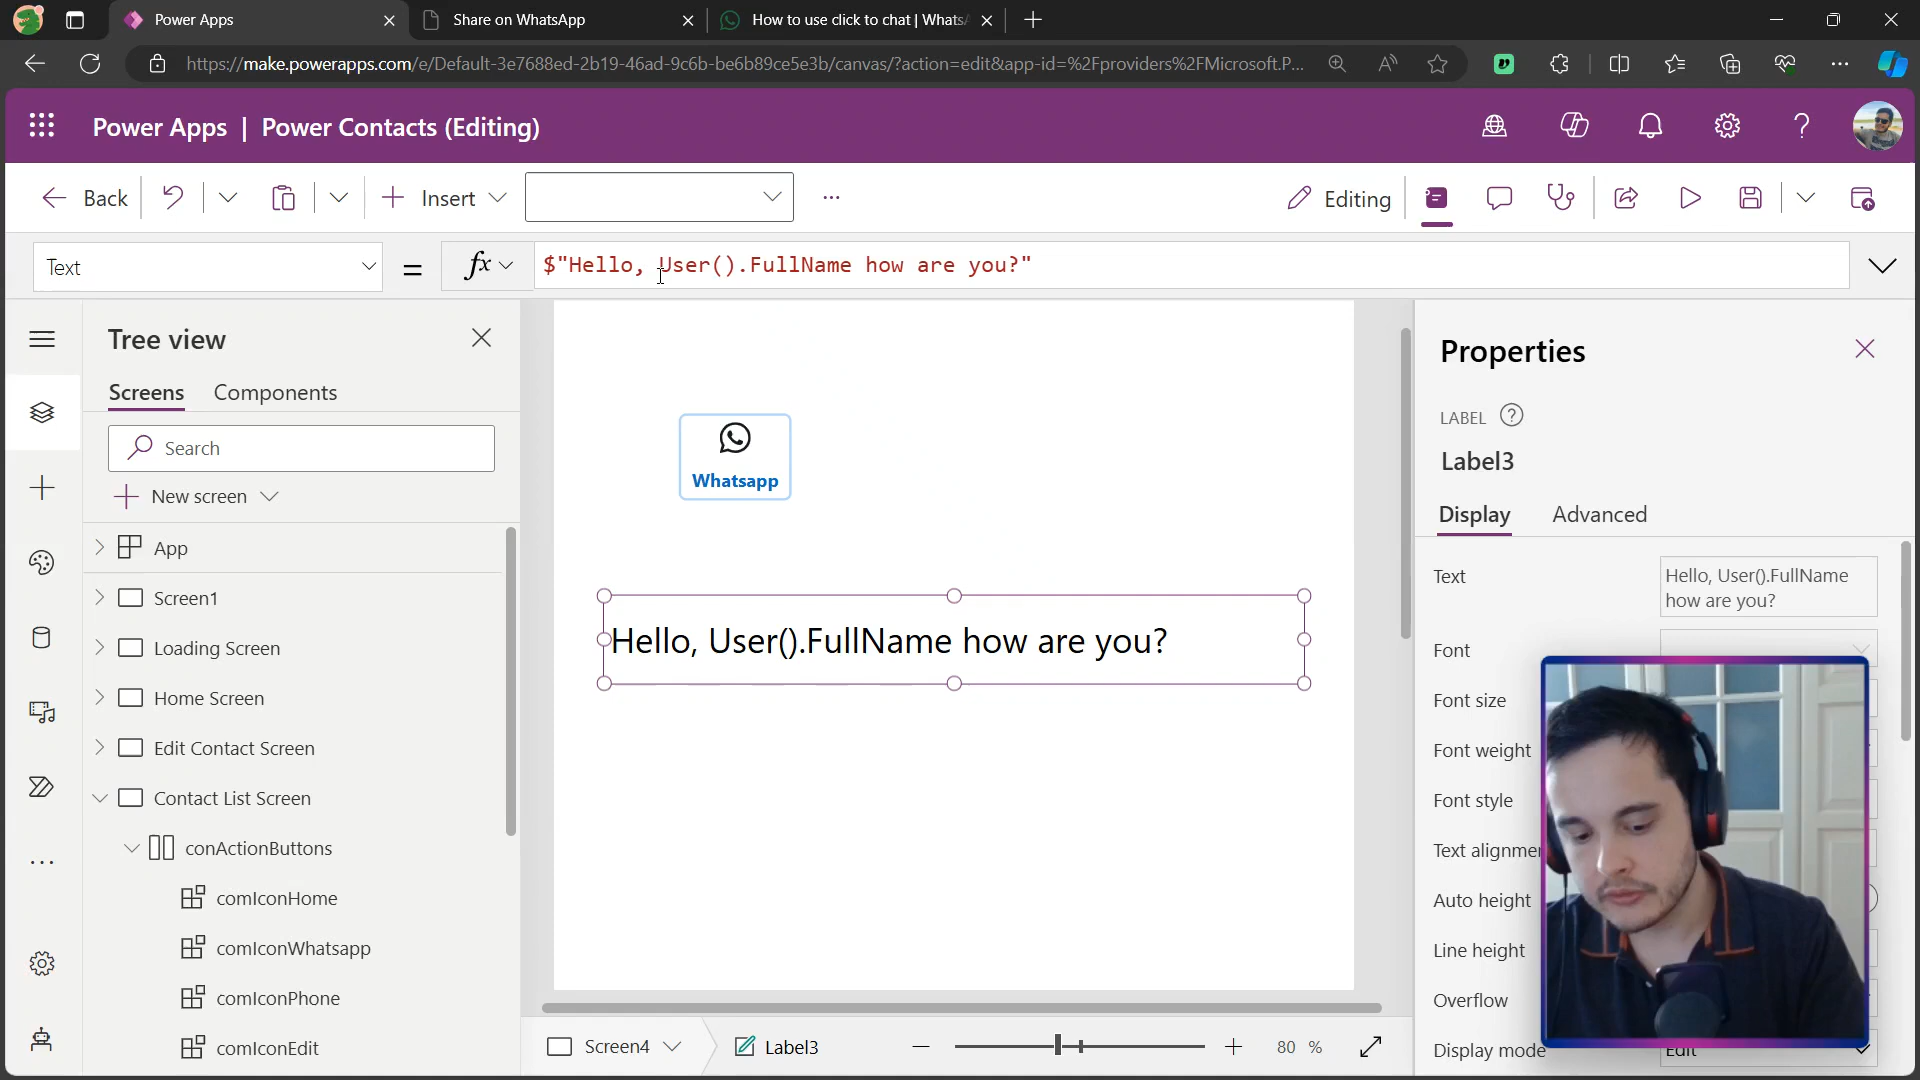 Power Apps
Share on WhatsApp
How to use click to chat | Whats
https://make.powerapps.com/e/Default-3e7688ed-2b19-46ad-9c6b-be6b89ce5e3b/canvas/?action=edit&app-id=%2Fproviders%2FMicrosoft.P...
Power Apps | Power Contacts (Editing)
Back
Insert
Editing
Text
=
fx
$"Hello, User().FullName how are you?"
Tree view
Screens
Components
Search
New screen
App
Screen1
Loading Screen
Home Screen
Edit Contact Screen
Contact List Screen
conActionButtons
comIconHome
comIconWhatsapp
comIconPhone
comIconEdit
Whatsapp
Hello, User().FullName how are you?
Screen4
Label3
80 %
Properties
LABEL
Label3
Display
Advanced
Text
Hello, User().FullName
how are you?
Font
Font size
Font weight
Font style
Text alignmen
Auto height
Line height
Overflow
Display mode
Edit